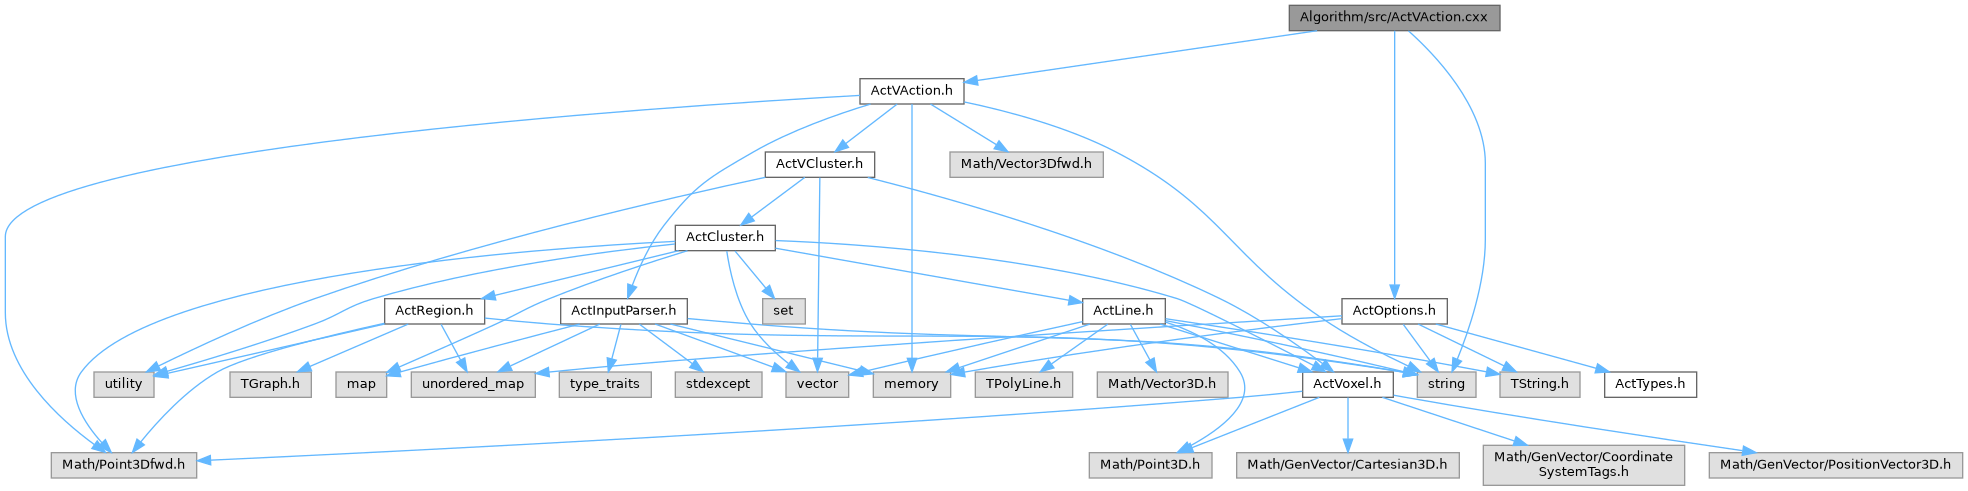 Algorithm/src/ActVAction.cxx
ActVAction.h
ActVCluster.h
Math/Vector3Dfwd.h
ActCluster.h
ActRegion.h
ActInputParser.h
set
ActLine.h
ActOptions.h
utility
TGraph.h
map
unordered_map
type_traits
stdexcept
vector
memory
TPolyLine.h
Math/Vector3D.h
ActVoxel.h
string
TString.h
ActTypes.h
Math/Point3Dfwd.h
Math/Point3D.h
Math/GenVector/Cartesian3D.h
Math/GenVector/Coordinate
SystemTags.h
Math/GenVector/PositionVector3D.h